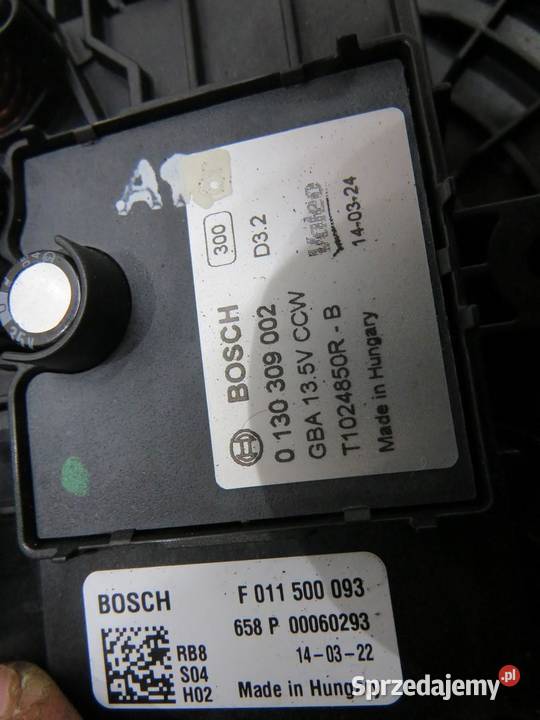 300
D3.2
Valeo
14-03-24
BOSCH
0 130 309 002
GBA 13.5V CCW
T1024850R - B
Made in Hungary
BOSCH
F 011 500 093
658 P 00060293
RB8
14-03-22
S04
H02
Made in Hung
Sprzedajemy.pl